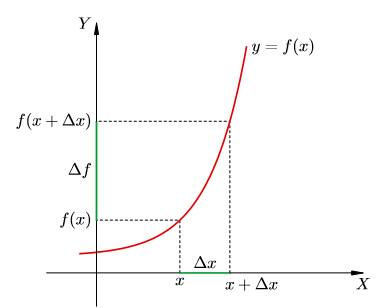 Y
y = f(x)
f(x + Δx)
Δf
f(x)
Δx
x
x + Δx
X